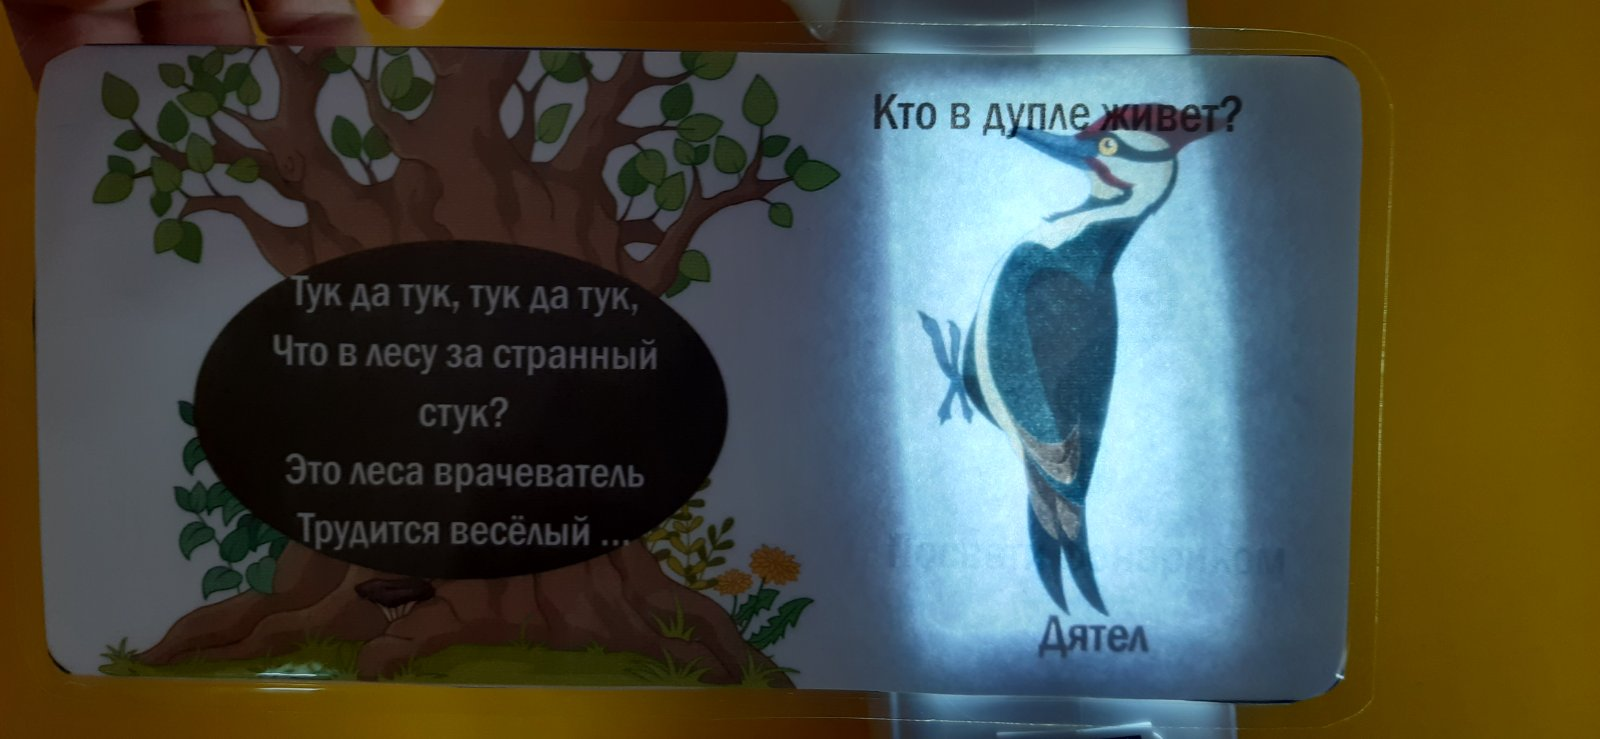 Тук да тук, тук да тук,
Что в лесу за странный
стук?
Это леса врачеватель
Трудится весёлый ...
Кто в дупле живет?
Дятел